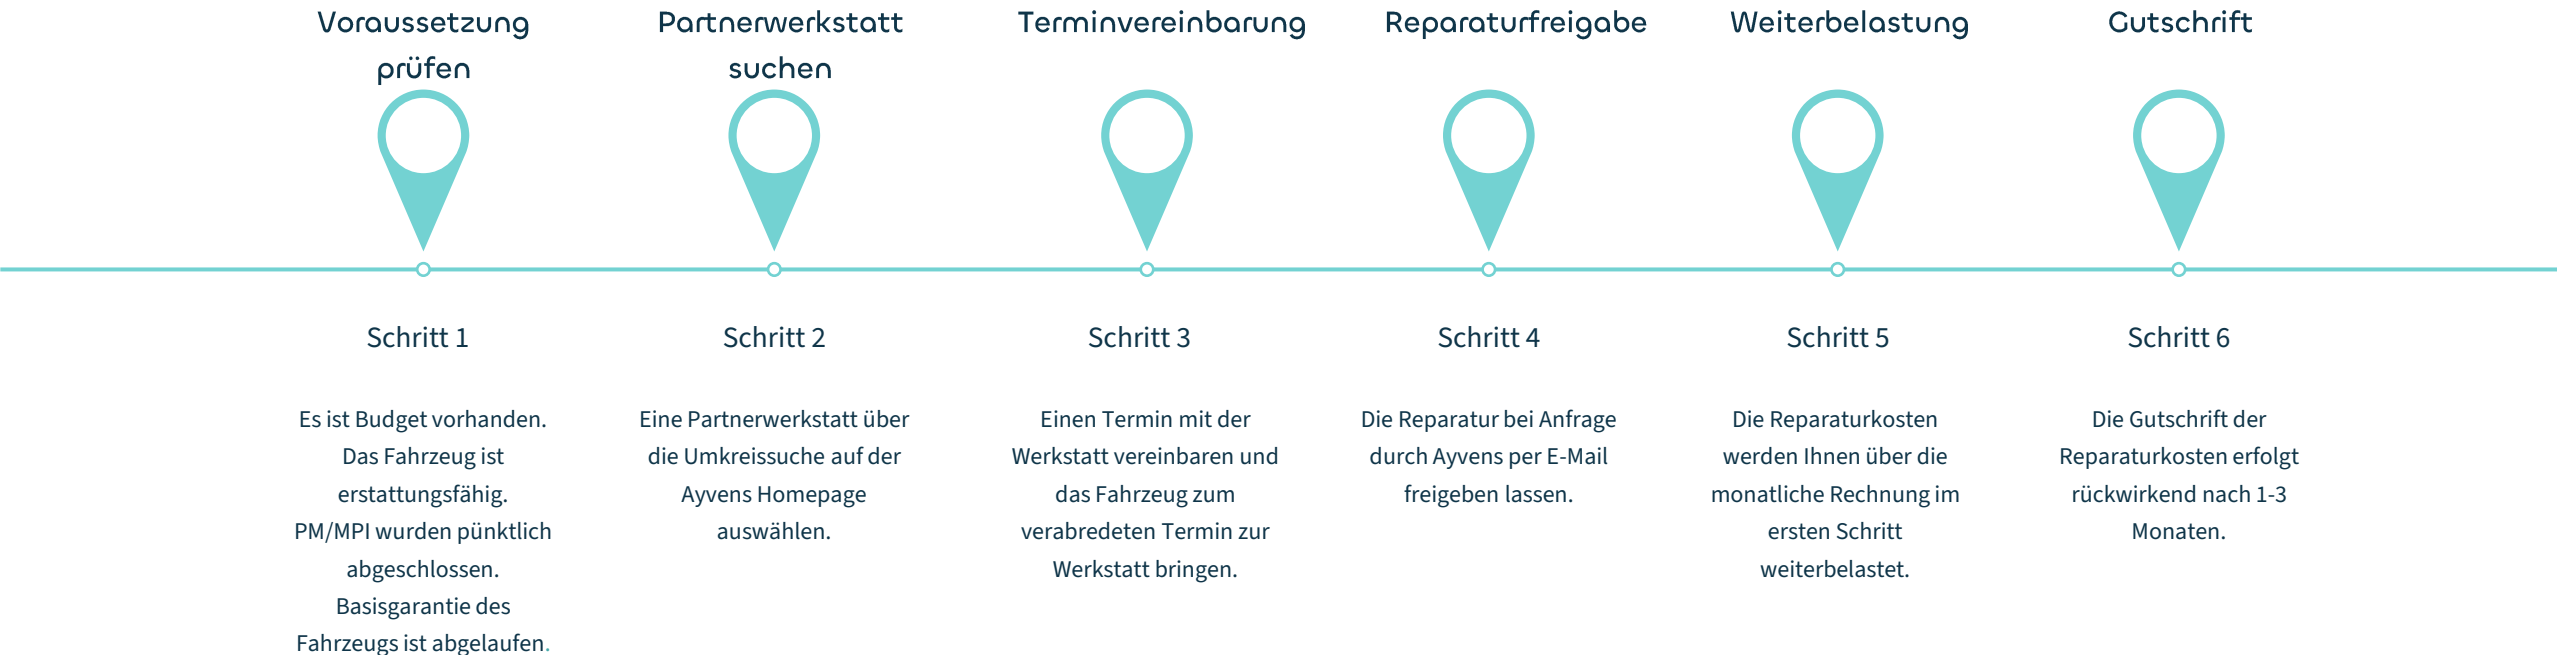 Voraussetzung
prüfen
Partnerwerkstatt
suchen
Terminvereinbarung
Reparaturfreigabe
Weiterbelastung
Gutschrift
Schritt 1
Schritt 2
Schritt 3
Schritt 4
Schritt 5
Schritt 6
Es ist Budget vorhanden.
Das Fahrzeug ist
erstattungsfähig.
PM/MPI wurden pünktlich
abgeschlossen.
Basisgarantie des
Fahrzeugs ist abgelaufen.
Eine Partnerwerkstatt über
die Umkreissuche auf der
Ayvens Homepage
auswählen.
Einen Termin mit der
Werkstatt vereinbaren und
das Fahrzeug zum
verabredeten Termin zur
Werkstatt bringen.
Die Reparatur bei Anfrage
durch Ayvens per E-Mail
freigeben lassen.
Die Reparaturkosten
werden Ihnen über die
monatliche Rechnung im
ersten Schritt
weiterbelastet.
Die Gutschrift der
Reparaturkosten erfolgt
rückwirkend nach 1-3
Monaten.